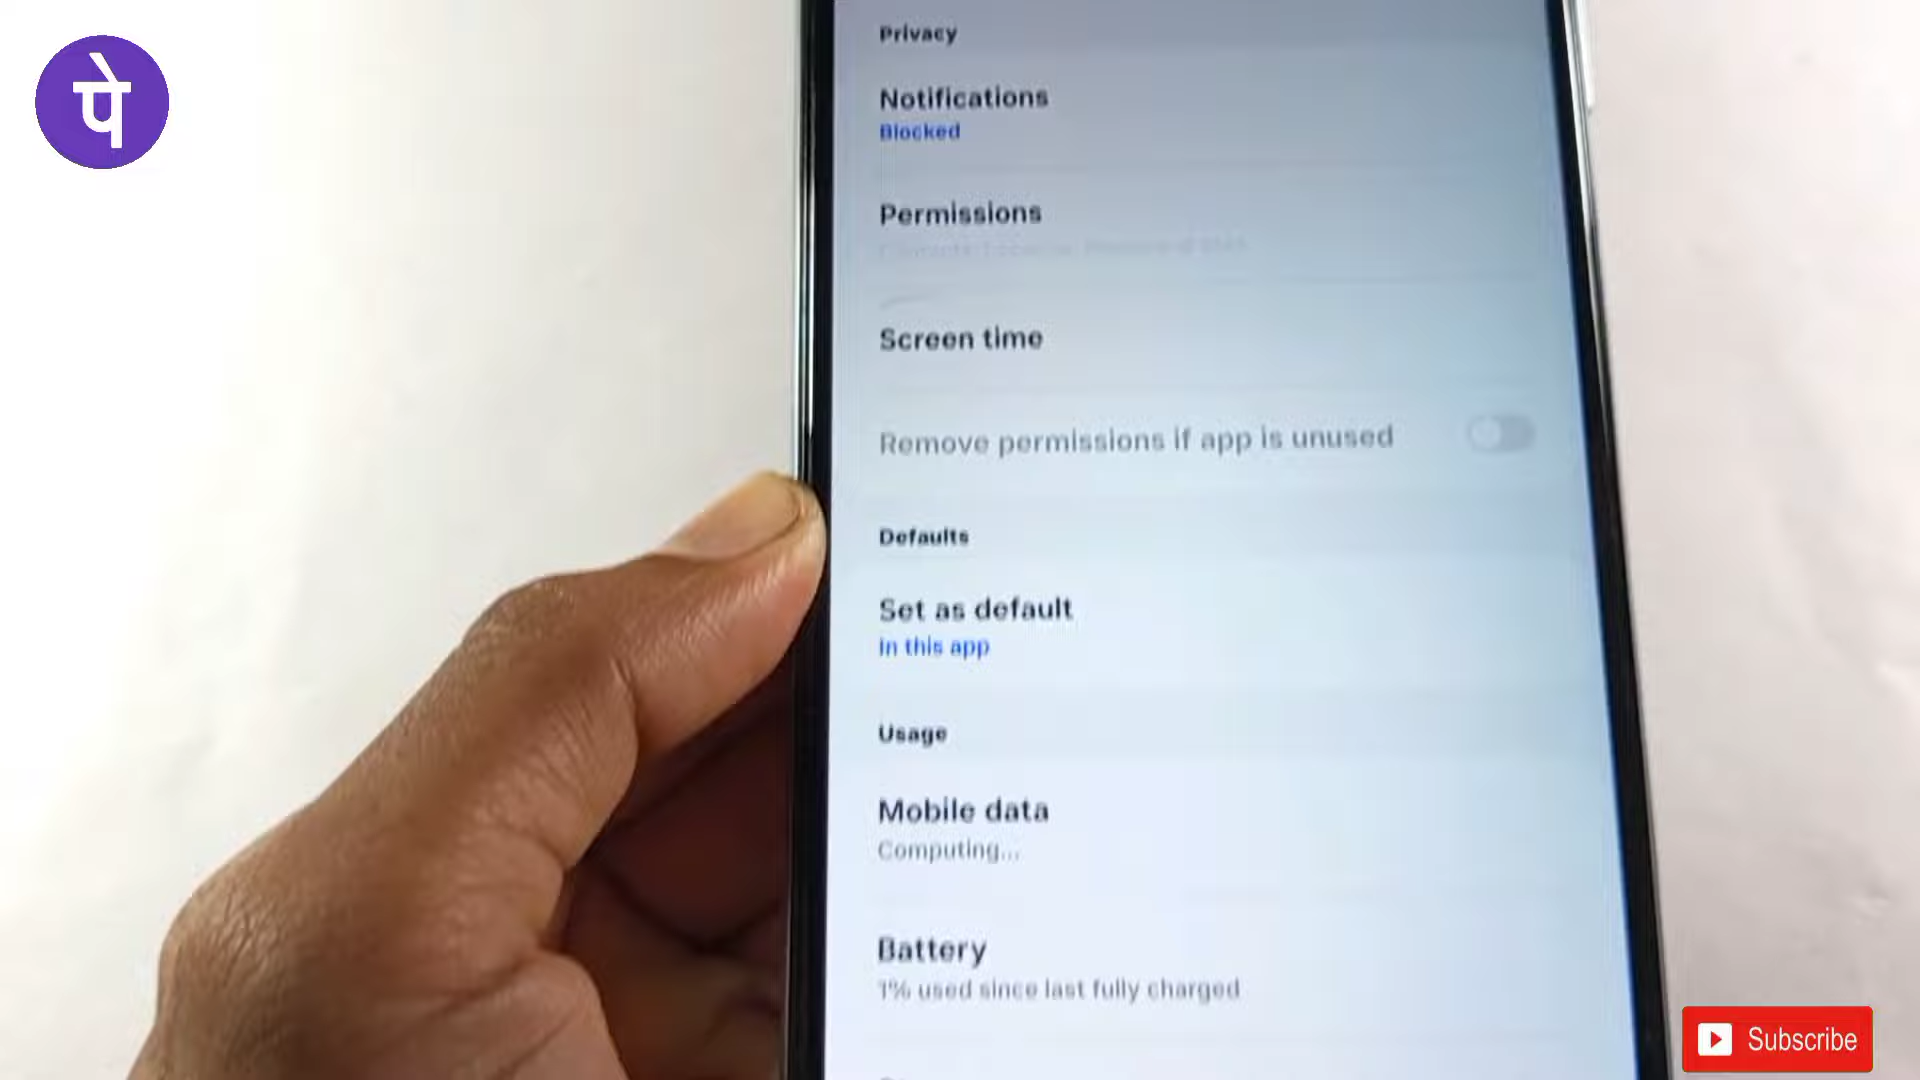 पे
Privacy
Notifications
Blocked
Permissions
Screen time
Remove permissions if app is unused
Defaults
Set as default
In this app
Usage
Mobile data
Computing...
Battery
1% used since last fully charged
Subscribe